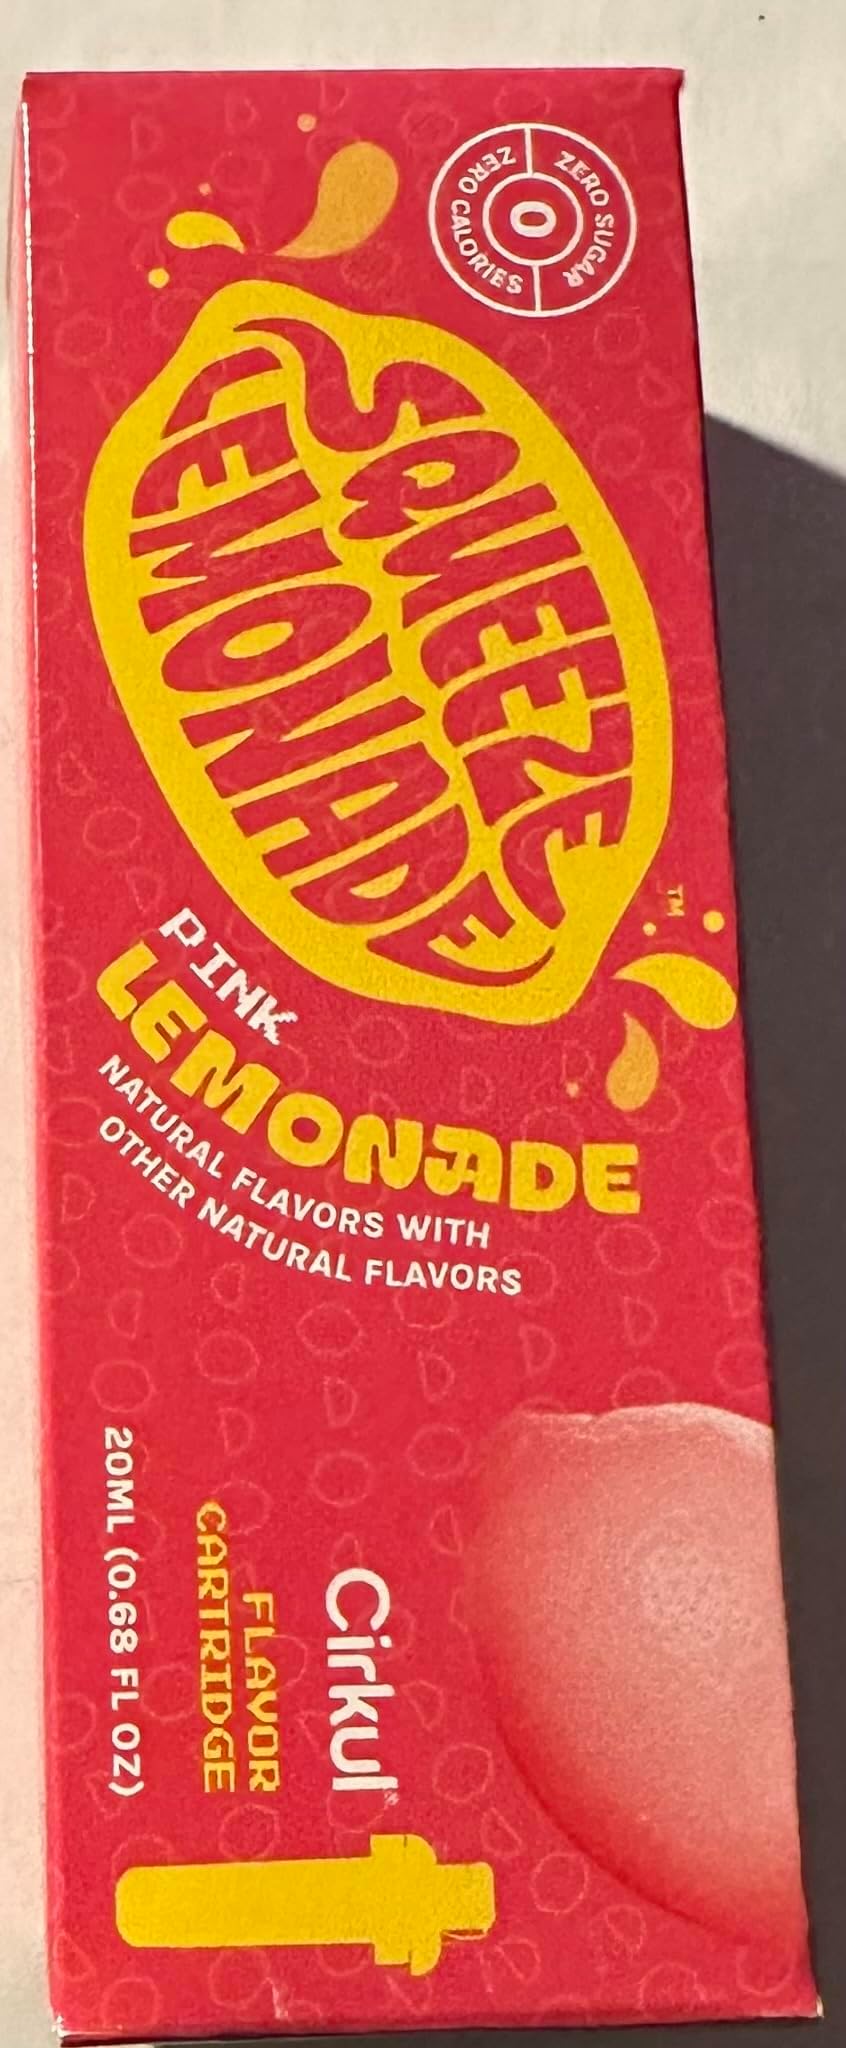 ZERO SUGAR
ZERO CALORIES
0
SQUEEZE
LEMONADE
TM
PINK
LEMONADE
NATURAL FLAVORS WITH
OTHER NATURAL FLAVORS
Cirkul®
FLAVOR
CARTRIDGE
20ML (0.68 FL OZ)